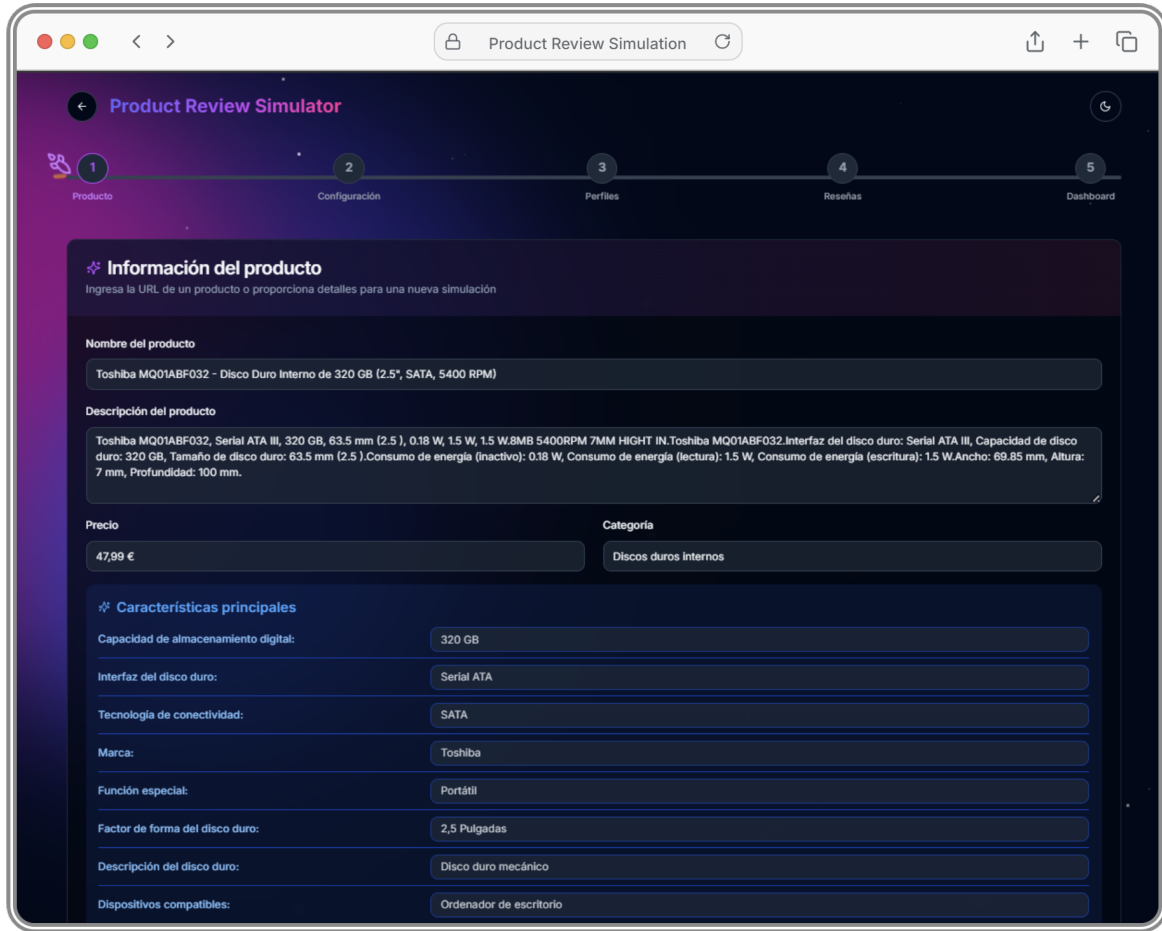 Product Review Simulation
Product Review Simulator
1
2
3
4
5
Producto
Configuración
Perfiles
Reseñas
Dashboard
Información del producto
Ingresa la URL de un producto o proporciona detalles para una nueva simulación
Nombre del producto
Toshiba MQ01ABF032 - Disco Duro Interno de 320 GB (2.5", SATA, 5400 RPM)
Descripción del producto
Toshiba MQ01ABF032, Serial ATA III, 320 GB, 63.5 mm (2.5 ), 0.18 W, 1.5 W, 1.5 W.8MB 5400RPM 7MM HIGHT IN.Toshiba MQ01ABF032.Interfaz del disco duro: Serial ATA III, Capacidad de disco
duro: 320 GB, Tamaño de disco duro: 63.5 mm (2.5 ).Consumo de energía (inactivo): 0.18 W, Consumo de energía (lectura): 1.5 W, Consumo de energía (escritura): 1.5 W.Ancho: 69.85 mm, Altura:
7 mm, Profundidad: 100 mm.
Precio
Categoría
47,99 €
Discos duros internos
Características principales
Capacidad de almacenamiento digital:
320 GB
Interfaz del disco duro:
Serial ATA
Tecnología de conectividad:
SATA
Marca:
Toshiba
Función especial:
Portátil
Factor de forma del disco duro:
2,5 Pulgadas
Descripción del disco duro:
Disco duro mecánico
Dispositivos compatibles:
Ordenador de escritorio